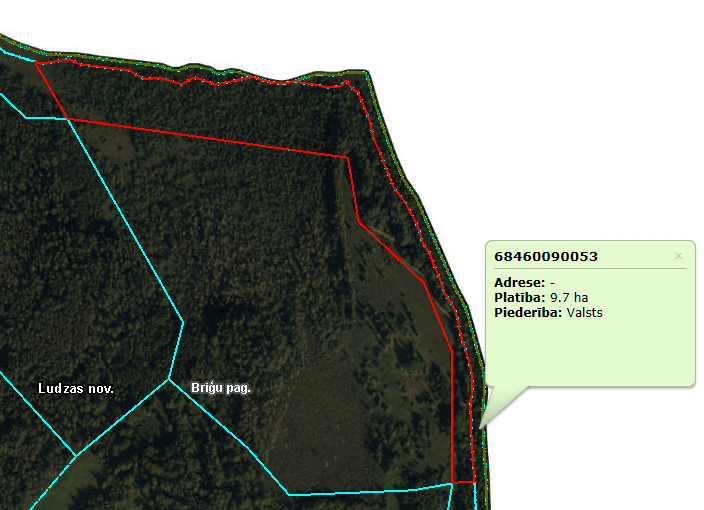 68460090053
×
Adrese: -
Platība: 9.7 ha
Piederība: Valsts
Ludzas nov.
Briģu pag.